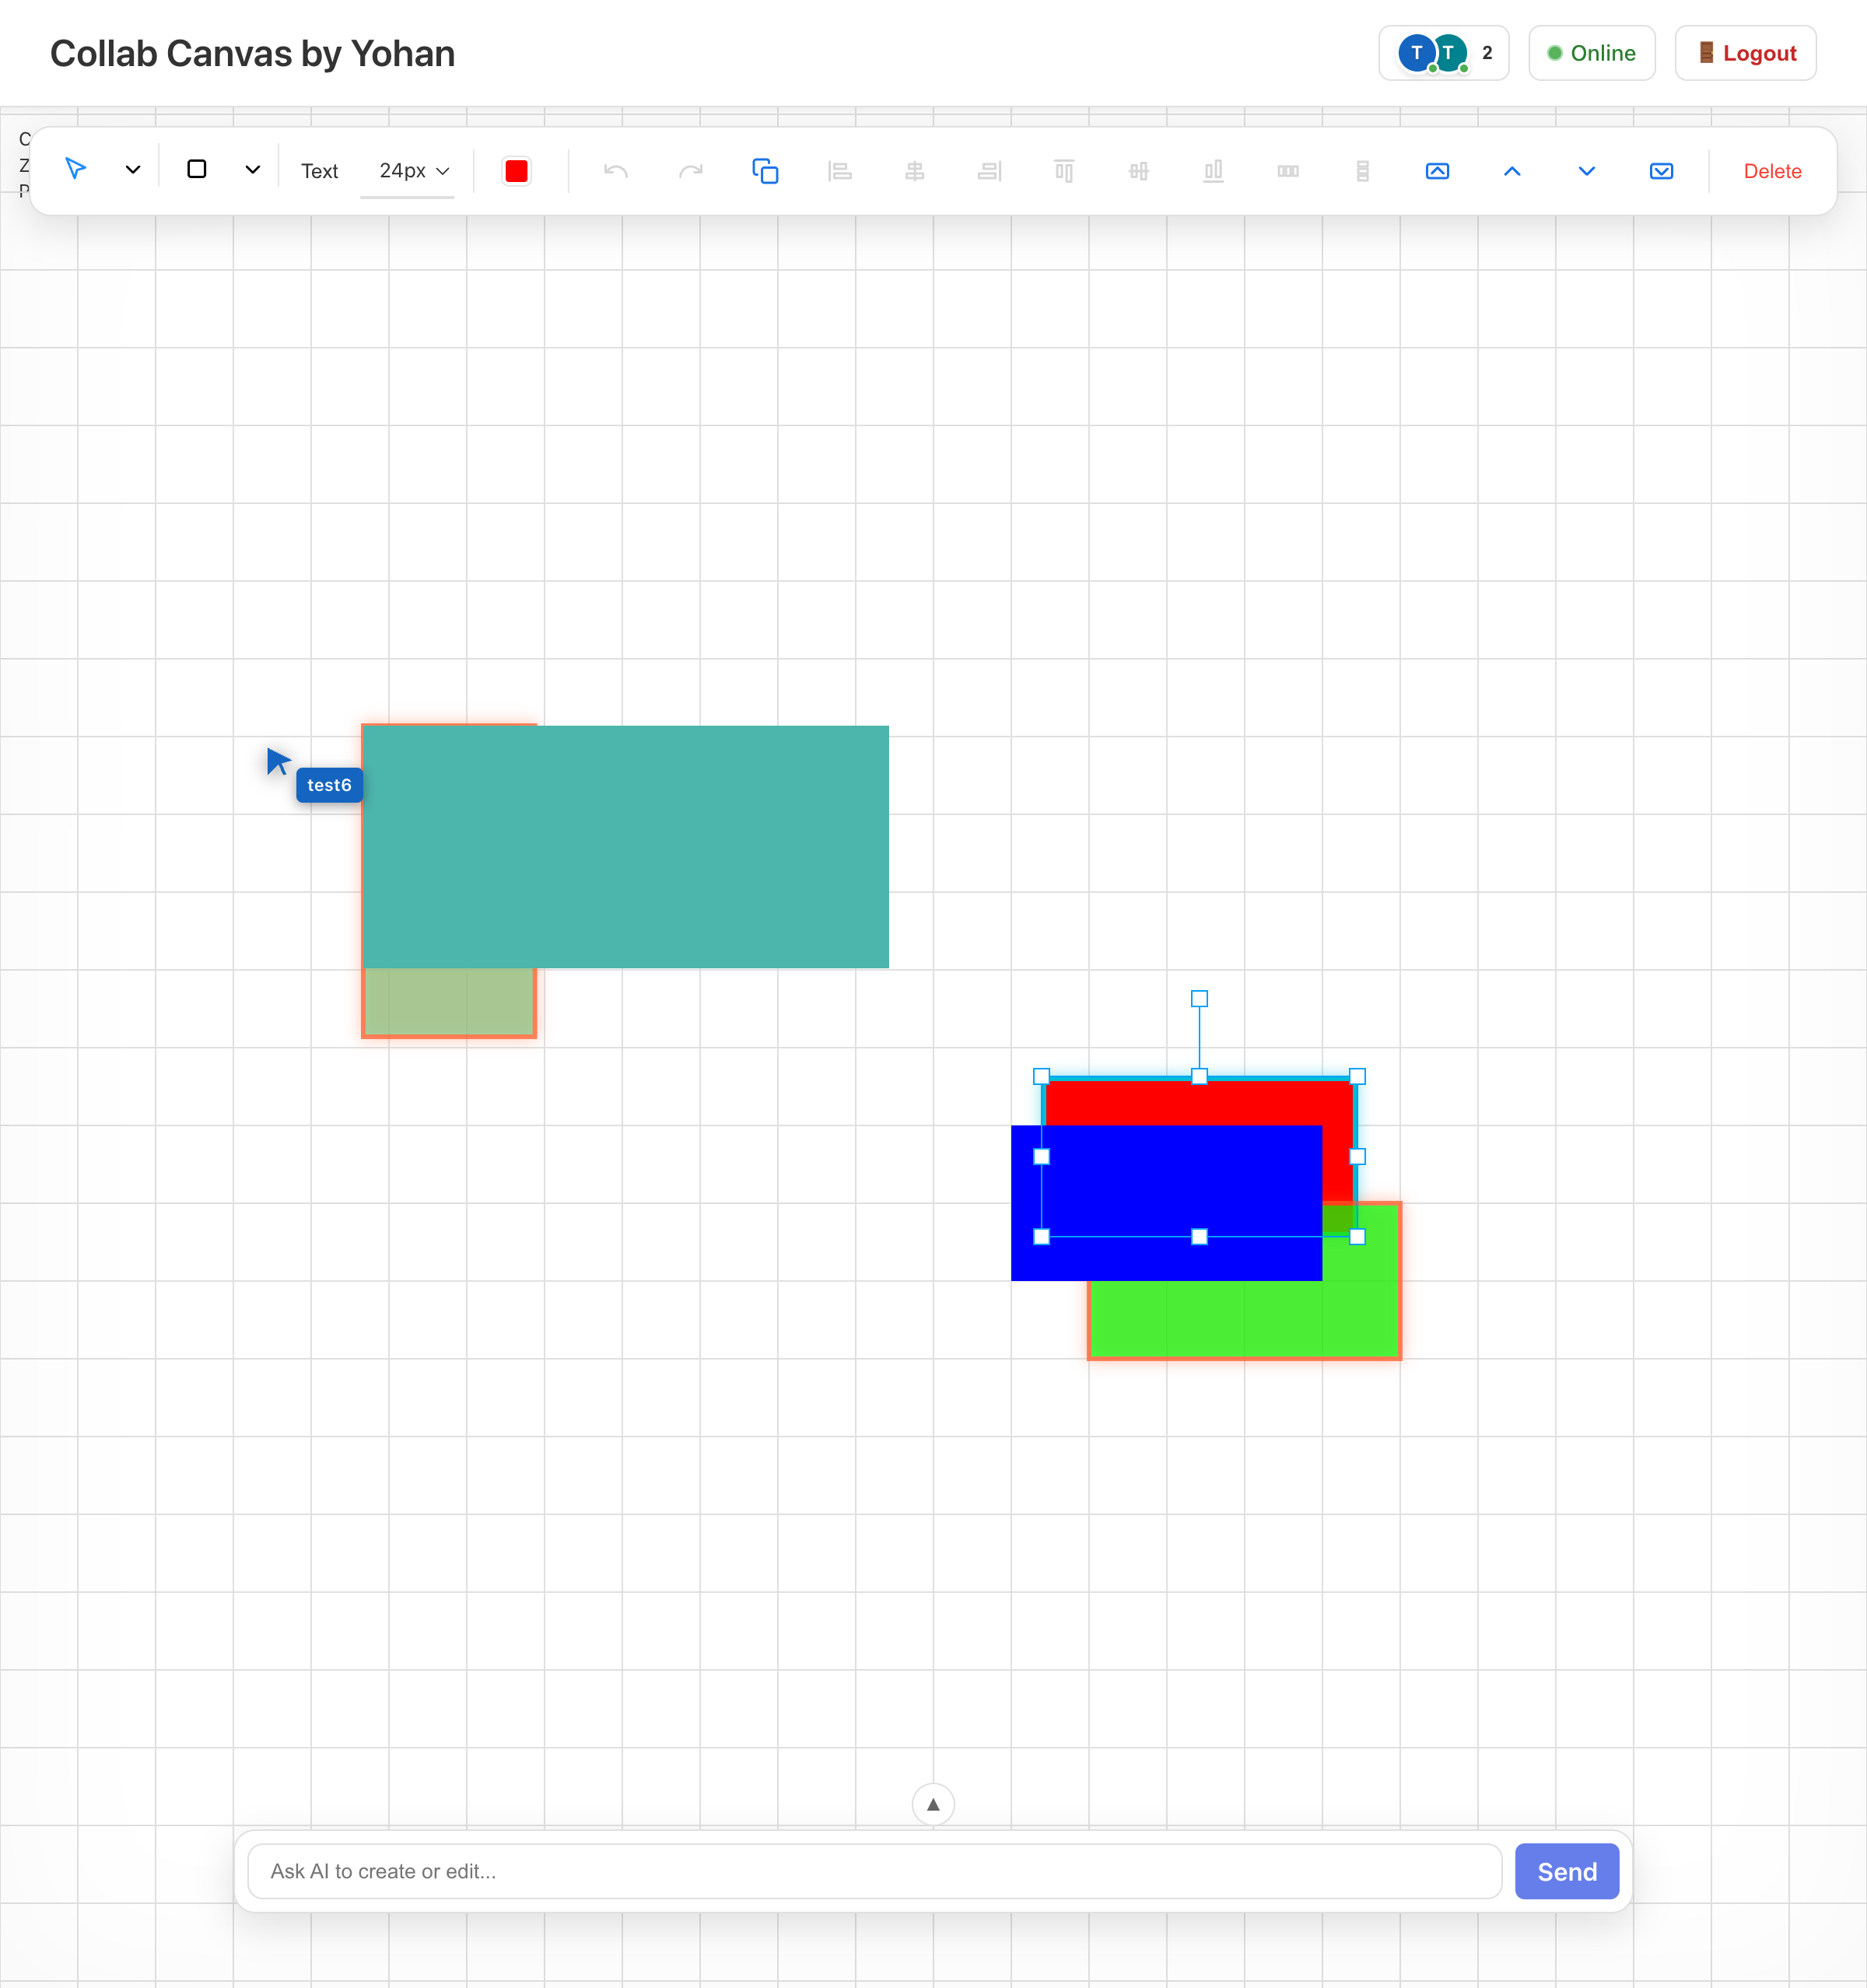 Collab Canvas by Yohan
T T 2
Online
Logout
Text 24px
Delete
test6
Ask AI to create or edit...
Send